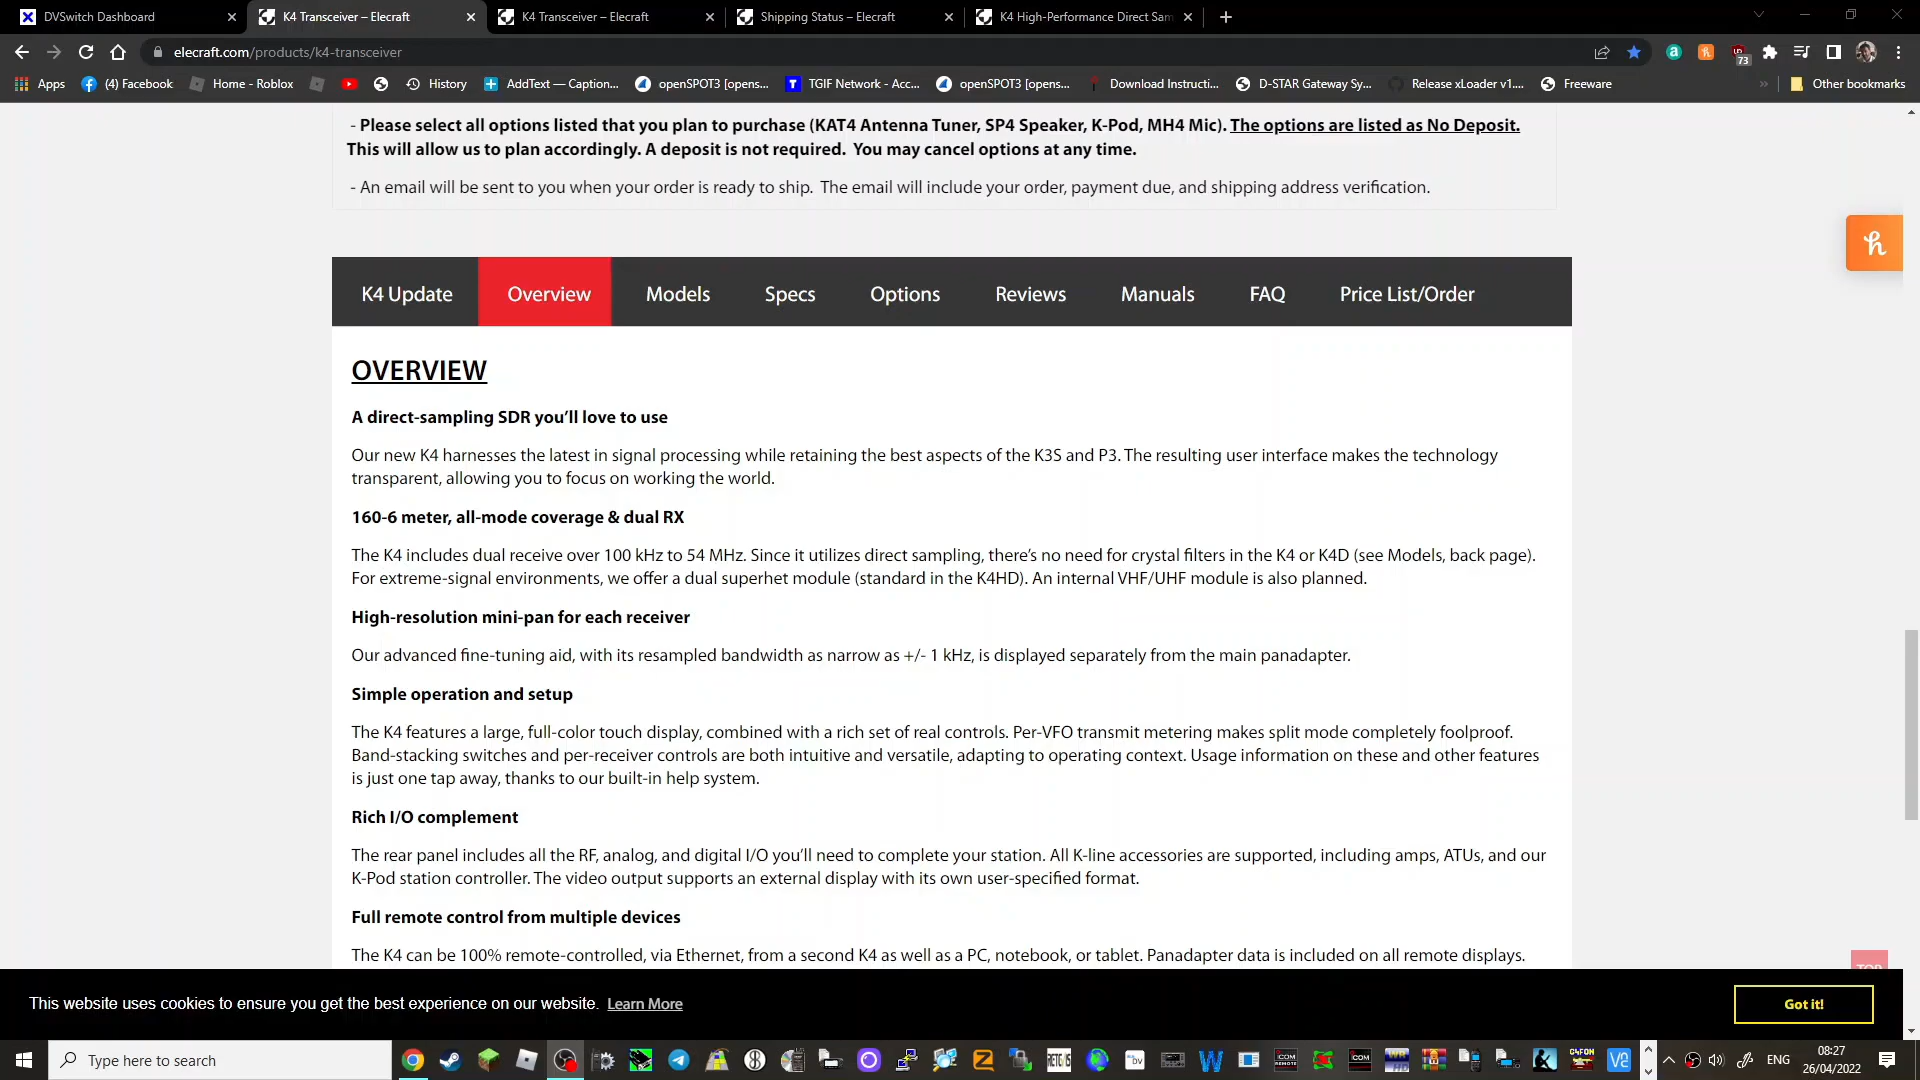 DVSwitch Dashboard
K4 Transceiver – Elecraft
K4 Transceiver – Elecraft
Shipping Status – Elecraft
K4 High-Performance Direct Sam
elecraft.com/products/k4-transceiver
73
Apps
(4) Facebook
Home - Roblox
History
AddText — Caption...
openSPOT3 [opens...
TGIF Network - Acc...
openSPOT3 [opens...
Download Instructi...
D-STAR Gateway Sy...
Release xLoader v1....
Freeware
»
Other bookmarks
- Please select all options listed that you plan to purchase (KAT4 Antenna Tuner, SP4 Speaker, K-Pod, MH4 Mic). The options are listed as No Deposit.
This will allow us to plan accordingly. A deposit is not required.  You may cancel options at any time.
- An email will be sent to you when your order is ready to ship.  The email will include your order, payment due, and shipping address verification.
K4 Update
Overview
Models
Specs
Options
Reviews
Manuals
FAQ
Price List/Order
OVERVIEW
A direct-sampling SDR you’ll love to use
Our new K4 harnesses the latest in signal processing while retaining the best aspects of the K3S and P3. The resulting user interface makes the technology
transparent, allowing you to focus on working the world.
160-6 meter, all-mode coverage & dual RX
The K4 includes dual receive over 100 kHz to 54 MHz. Since it utilizes direct sampling, there’s no need for crystal filters in the K4 or K4D (see Models, back page).
For extreme-signal environments, we offer a dual superhet module (standard in the K4HD). An internal VHF/UHF module is also planned.
High-resolution mini-pan for each receiver
Our advanced fine-tuning aid, with its resampled bandwidth as narrow as +/- 1 kHz, is displayed separately from the main panadapter.
Simple operation and setup
The K4 features a large, full-color touch display, combined with a rich set of real controls. Per-VFO transmit metering makes split mode completely foolproof.
Band-stacking switches and per-receiver controls are both intuitive and versatile, adapting to operating context. Usage information on these and other features
is just one tap away, thanks to our built-in help system.
Rich I/O complement
The rear panel includes all the RF, analog, and digital I/O you’ll need to complete your station. All K-line accessories are supported, including amps, ATUs, and our
K-Pod station controller. The video output supports an external display with its own user-specified format.
Full remote control from multiple devices
The K4 can be 100% remote-controlled, via Ethernet, from a second K4 as well as a PC, notebook, or tablet. Panadapter data is included on all remote displays.
TOP
This website uses cookies to ensure you get the best experience on our website. Learn More
Got it!
Type here to search
ENG
08:27
26/04/2022